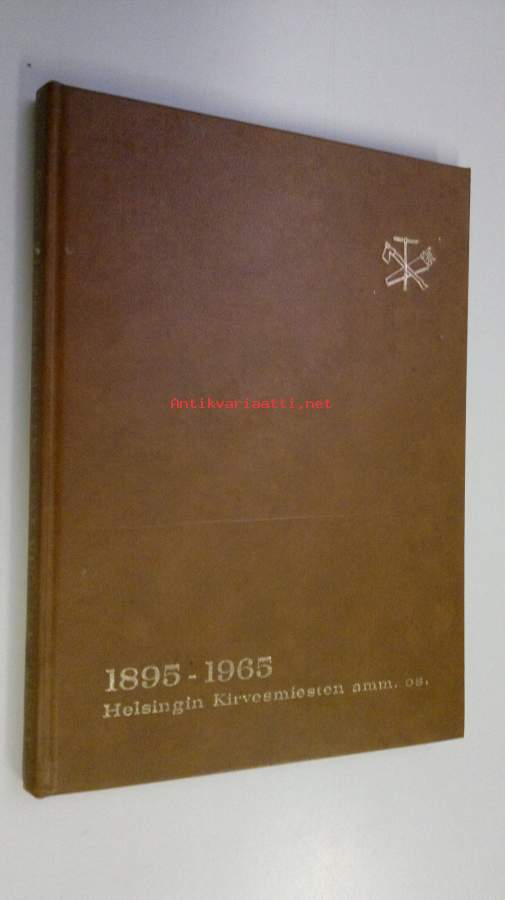 Antikvariaatti.net
1895 - 1965
Helsingin Kirvesmiesten amm. os.